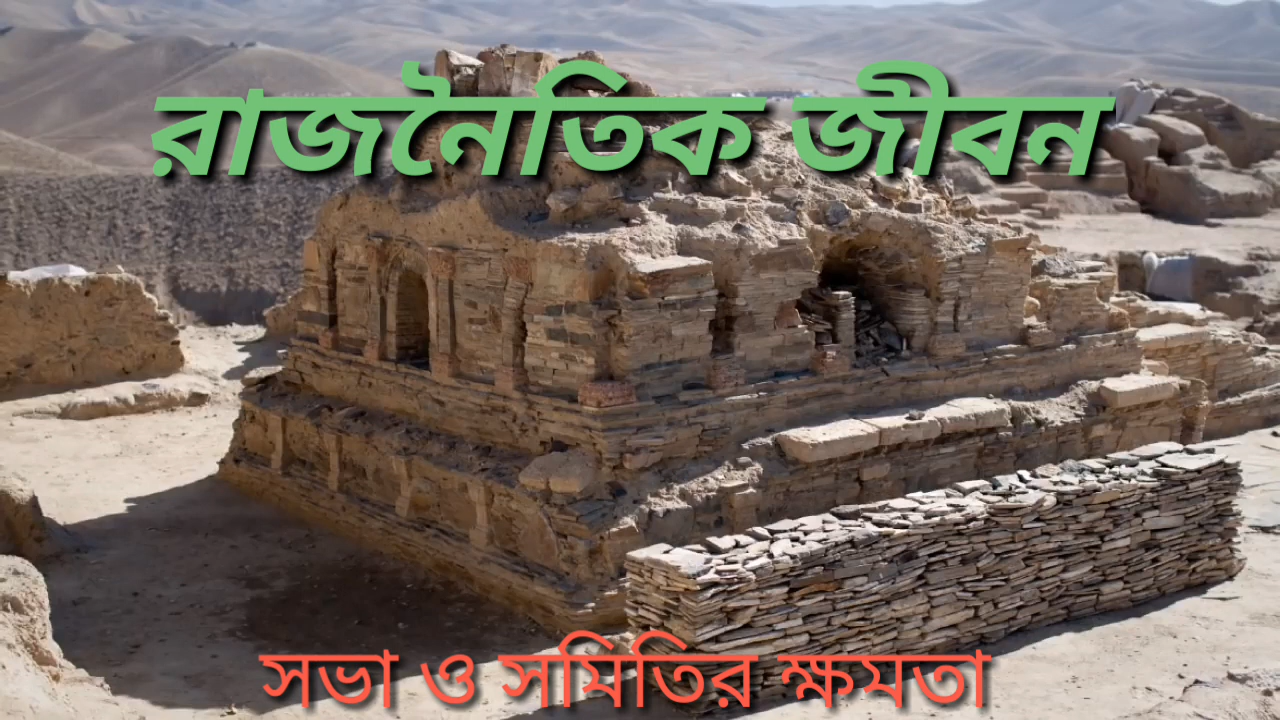 রাজনৈতিক জীবন
সভা ও সমিতির ক্ষমতা